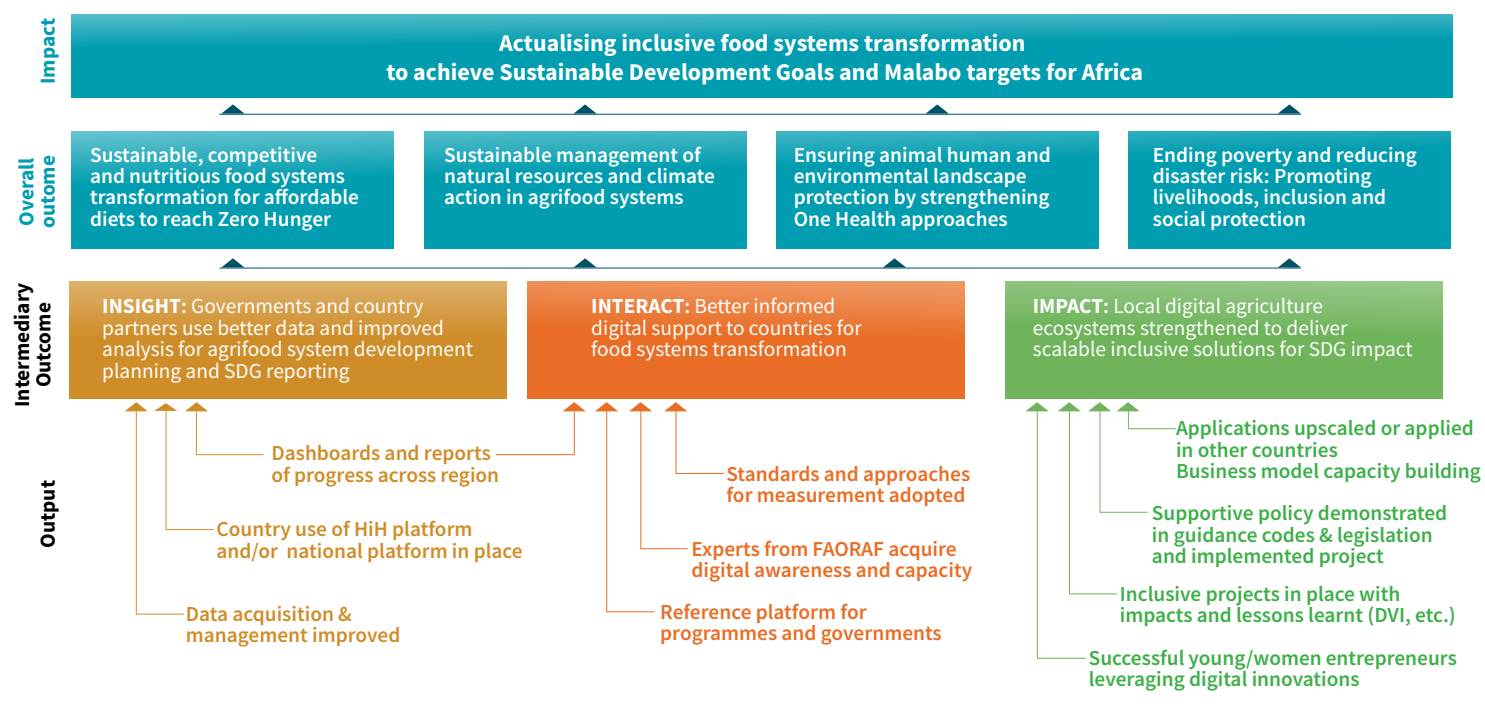 Impact
Actualising inclusive food systems transformation
to achieve Sustainable Development Goals and Malabo targets for Africa
Overall
outome
Sustainable, competitive
and nutritious food systems
transformation for affordable
diets to reach Zero Hunger
Sustainable management of
natural resources and climate
action in agrifood systems
Ensuring animal human and
environmental landscape
protection by strengthening
One Health approaches
Ending poverty and reducing
disaster risk: Promoting
livelihoods, inclusion and
social protection
Intermediary
Outcome
INSIGHT: Governments and country
partners use better data and improved
analysis for agrifood system development
planning and SDG reporting
INTERACT: Better informed
digital support to countries for
food systems transformation
IMPACT: Local digital agriculture
ecosystems strengthened to deliver
scalable inclusive solutions for SDG impact
Output
Dashboards and reports
of progress across region
Country use of HiH platform
and/or national platform in place
Data acquisition &
management improved
Standards and approaches
for measurement adopted
Experts from FAORAF acquire
digital awareness and capacity
Reference platform for
programmes and governments
Applications upscaled or applied
in other countries
Business model capacity building
Supportive policy demonstrated
in guidance codes & legislation
and implemented project
Inclusive projects in place with
impacts and lessons learnt (DVI, etc.)
Successful young/women entrepreneurs
leveraging digital innovations